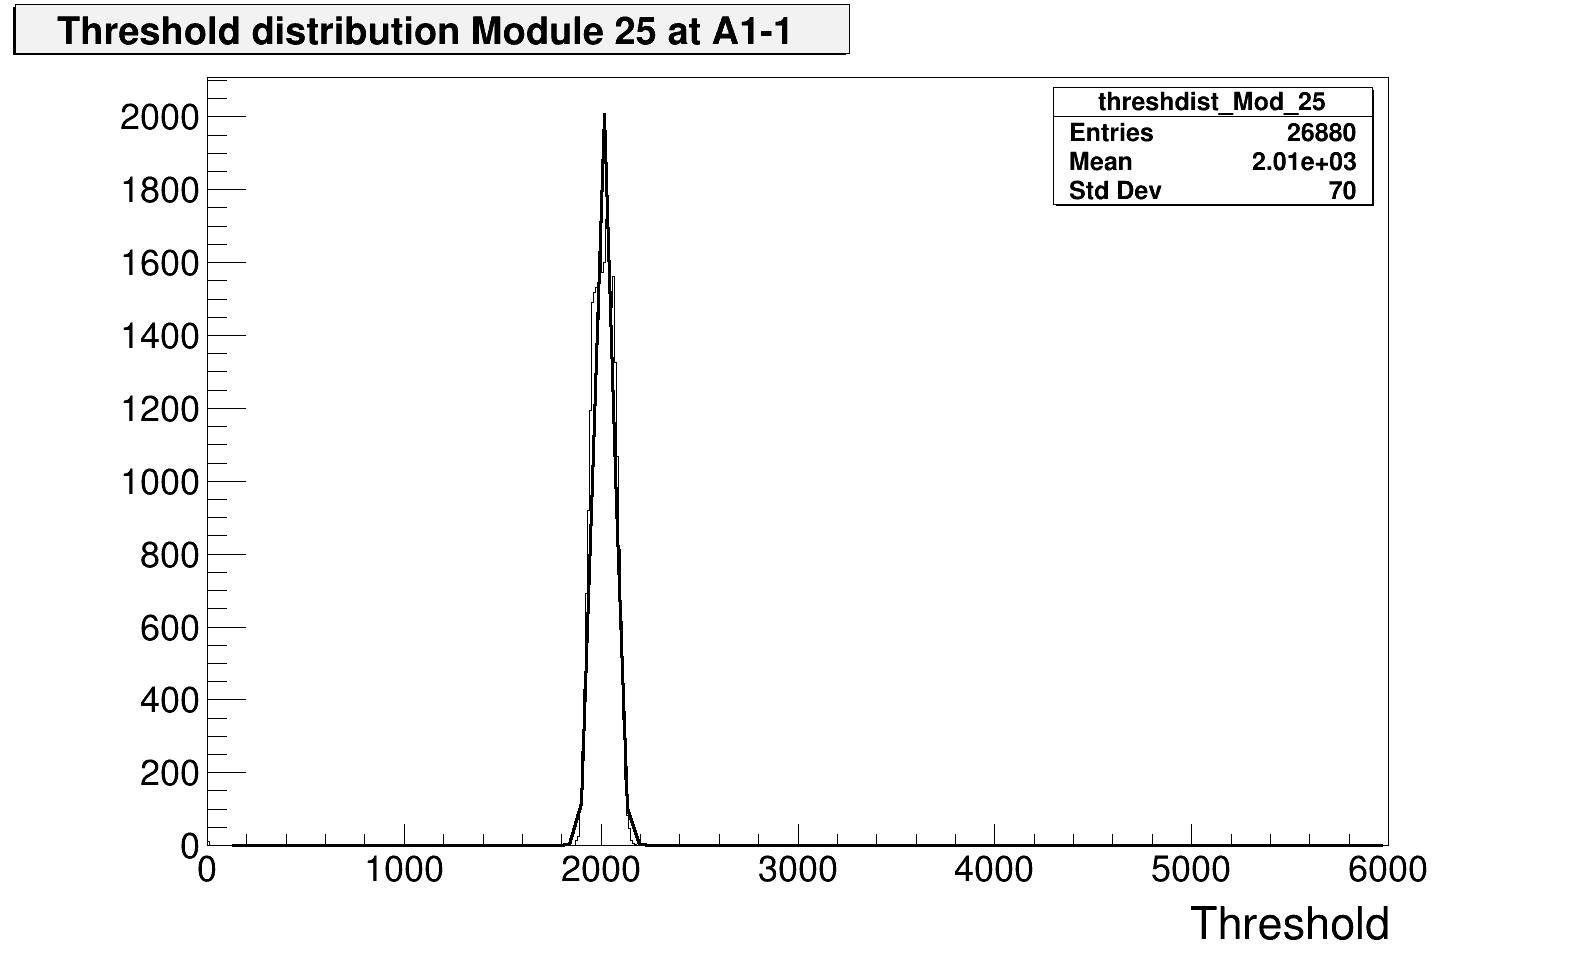 Threshold distribution Module 25 at A1-1
threshdist_Mod_25
Entries 26880
Mean 2.01e+03
Std Dev 70
2000
1800
1600
1400
1200
1000
800
600
400
200
0
0 1000 2000 3000 4000 5000 6000
Threshold